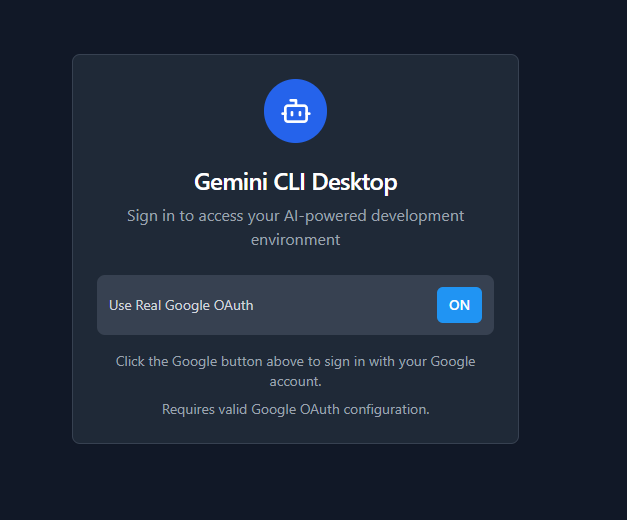 Gemini CLI Desktop
Sign in to access your AI-powered development
environment
Use Real Google OAuth
ON
Click the Google button above to sign in with your Google
account.
Requires valid Google OAuth configuration.